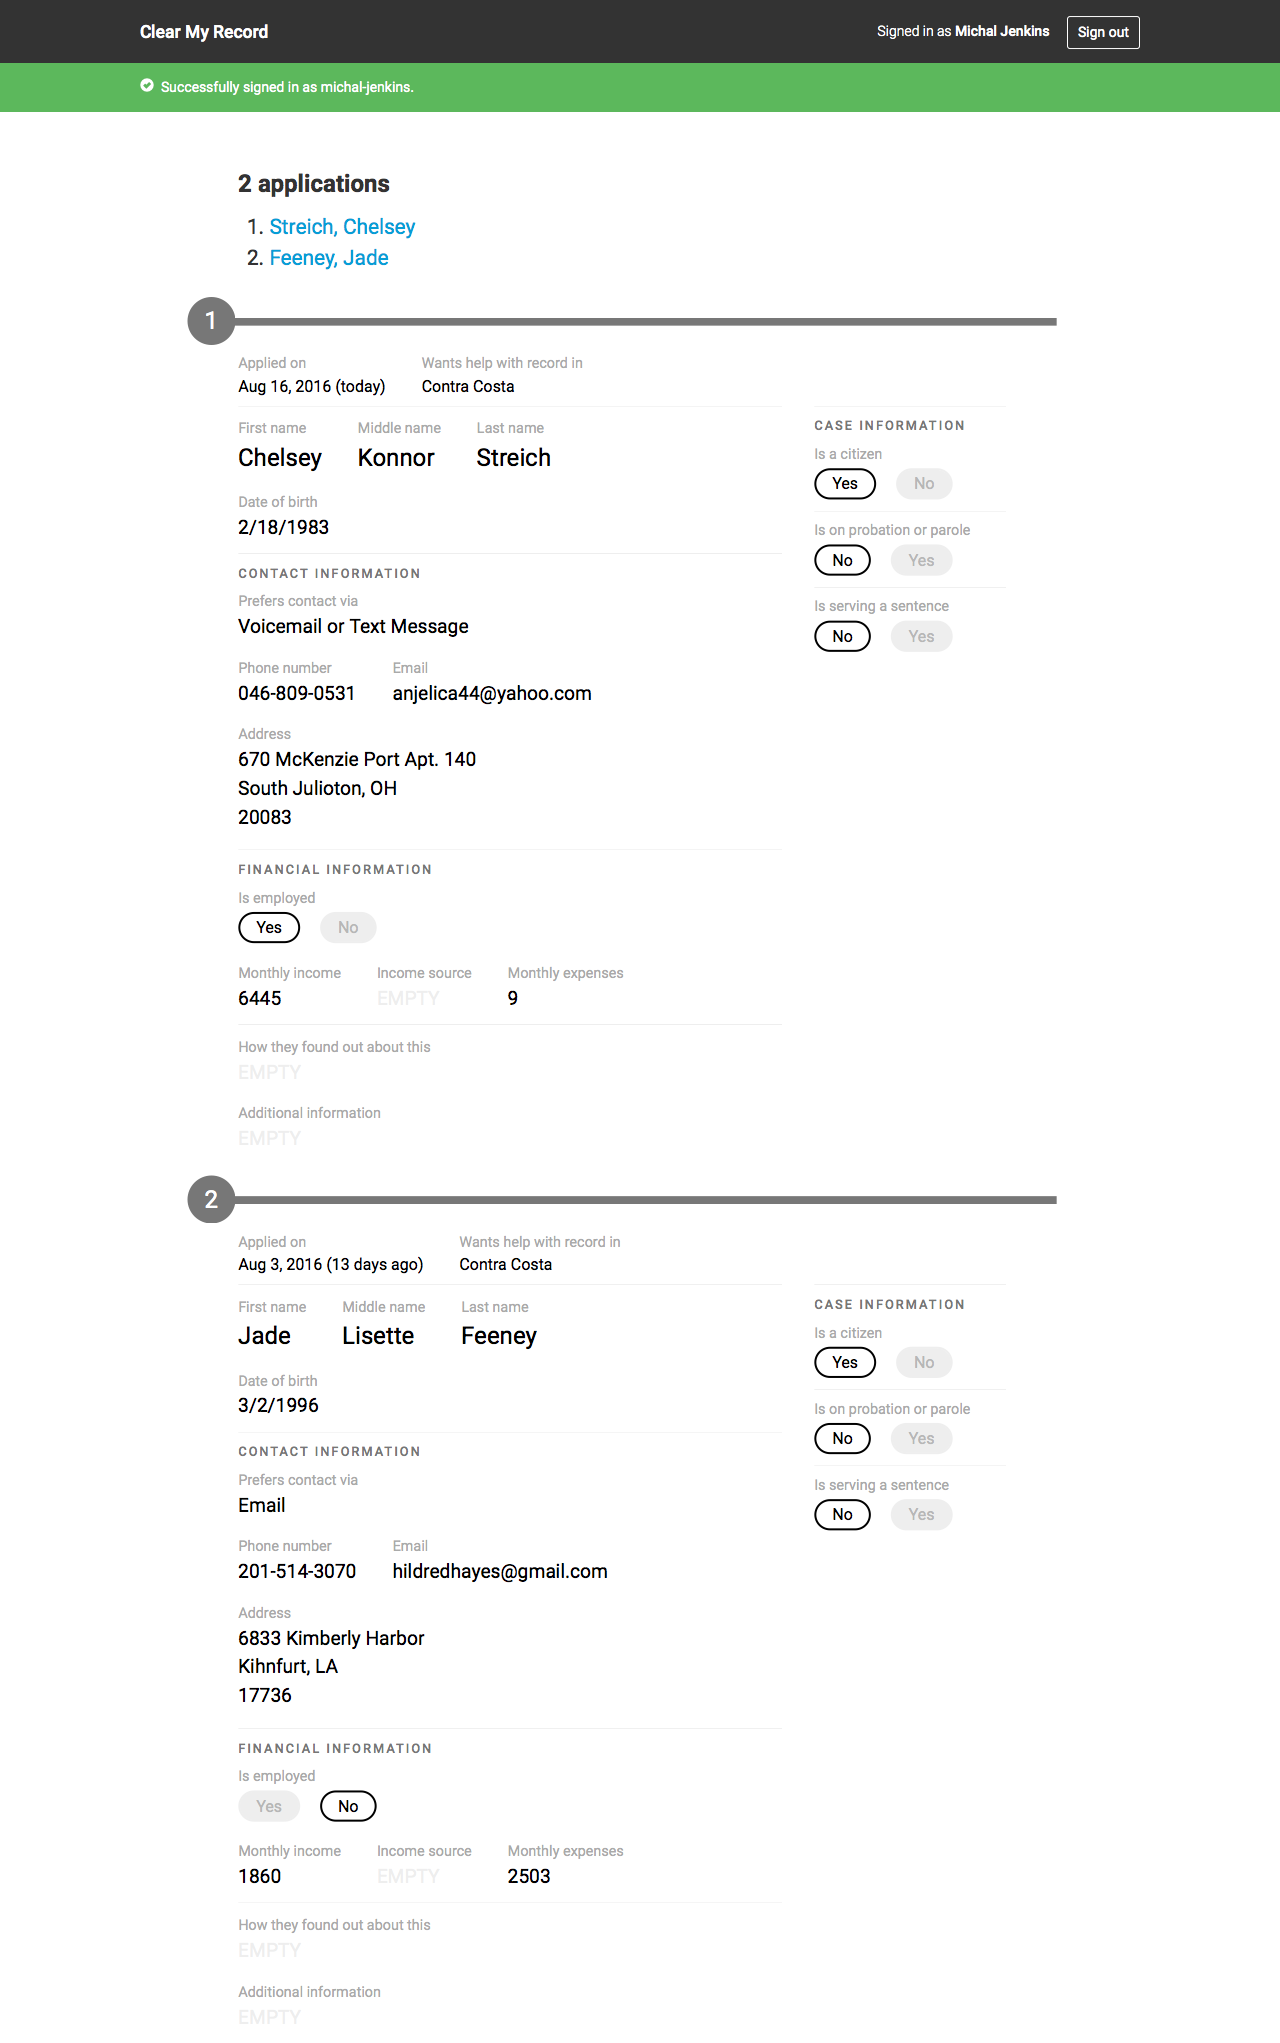 Clear My Record
Signed in as Michal Jenkins
Sign out
Successfully signed in as michal-jenkins.
2 applications
1. Streich, Chelsey
2. Feeney, Jade
1
Applied on Wants help with record in
Aug 16, 2016 (today) Contra Costa
First name Middle name Last name
Chelsey Konnor Streich
Date of birth
2/18/1983
CONTACT INFORMATION
Prefers contact via
Voicemail or Text Message
Phone number Email
046-809-0531 anjelica44@yahoo.com
Address
670 McKenzie Port Apt. 140
South Julioton, OH
20083
FINANCIAL INFORMATION
Is employed
Yes No
Monthly income Income source Monthly expenses
6445 EMPTY 9
How they found out about this
EMPTY
Additional information
EMPTY
CASE INFORMATION
Is a citizen
Yes No
Is on probation or parole
No Yes
Is serving a sentence
No Yes
2
Applied on Wants help with record in
Aug 3, 2016 (13 days ago) Contra Costa
First name Middle name Last name
Jade Lisette Feeney
Date of birth
3/2/1996
CONTACT INFORMATION
Prefers contact via
Email
Phone number Email
201-514-3070 hildredhayes@gmail.com
Address
6833 Kimberly Harbor
Kihnfurt, LA
17736
FINANCIAL INFORMATION
Is employed
Yes No
Monthly income Income source Monthly expenses
1860 EMPTY 2503
How they found out about this
EMPTY
Additional information
EMPTY
CASE INFORMATION
Is a citizen
Yes No
Is on probation or parole
No Yes
Is serving a sentence
No Yes